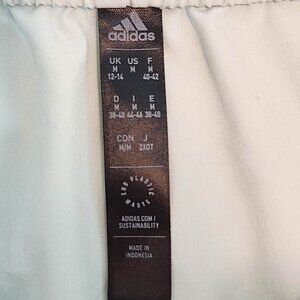 adidas
UK US F
M M M
12-14 40-42
D I E
M M M
38-40 44-46 38-40
CDN J
M/M 2XOT
END PLASTIC WASTE
ADIDAS.COM/
SUSTAINABILITY
MADE IN
INDONESIA